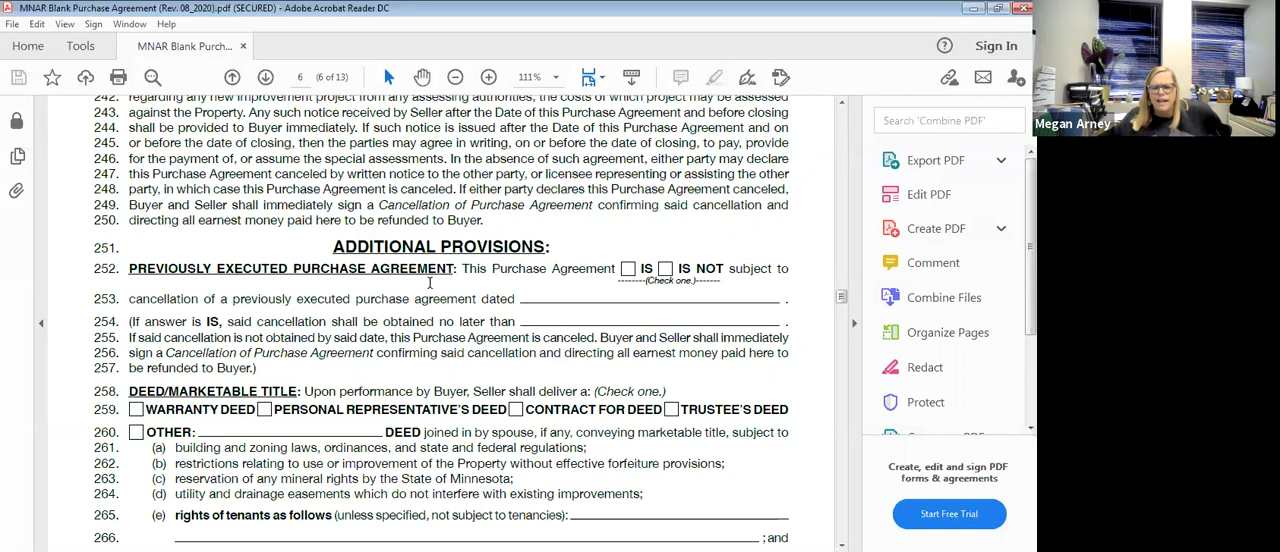 MNAR Blank Purchase Agreement (Rev. 08_2020).pdf (SECURED) - Adobe Acrobat Reader DC
File Edit View Sign Window Help
Home Tools MNAR Blank Purch... × Sign In
6 (6 of 13) 111%
242. regarding any new improvement project from any assessing authorities, the costs of which project may be assessed
243. against the Property. Any such notice received by Seller after the Date of this Purchase Agreement and before closing
244. shall be provided to Buyer immediately. If such notice is issued after the Date of this Purchase Agreement and on
245. or before the date of closing, then the parties may agree in writing, on or before the date of closing, to pay, provide
246. for the payment of, or assume the special assessments. In the absence of such agreement, either party may declare
247. this Purchase Agreement canceled by written notice to the other party, or licensee representing or assisting the other
248. party, in which case this Purchase Agreement is canceled. If either party declares this Purchase Agreement canceled,
249. Buyer and Seller shall immediately sign a Cancellation of Purchase Agreement confirming said cancellation and
250. directing all earnest money paid here to be refunded to Buyer.
251. ADDITIONAL PROVISIONS:
252. PREVIOUSLY EXECUTED PURCHASE AGREEMENT: This Purchase Agreement IS IS NOT subject to
--------(Check one.)-------
253. cancellation of a previously executed purchase agreement dated .
254. (If answer is IS, said cancellation shall be obtained no later than .
255. If said cancellation is not obtained by said date, this Purchase Agreement is canceled. Buyer and Seller shall immediately
256. sign a Cancellation of Purchase Agreement confirming said cancellation and directing all earnest money paid here to
257. be refunded to Buyer.)
258. DEED/MARKETABLE TITLE: Upon performance by Buyer, Seller shall deliver a: (Check one.)
259. WARRANTY DEED PERSONAL REPRESENTATIVE'S DEED CONTRACT FOR DEED TRUSTEE'S DEED
260. OTHER: DEED joined in by spouse, if any, conveying marketable title, subject to
261. (a) building and zoning laws, ordinances, and state and federal regulations;
262. (b) restrictions relating to use or improvement of the Property without effective forfeiture provisions;
263. (c) reservation of any mineral rights by the State of Minnesota;
264. (d) utility and drainage easements which do not interfere with existing improvements;
265. (e) rights of tenants as follows (unless specified, not subject to tenancies):
266. ; and
Search 'Combine PDF'
Export PDF
Edit PDF
Create PDF
Comment
Combine Files
Organize Pages
Redact
Protect
Create, edit and sign PDF
forms & agreements
Start Free Trial
Megan Arney